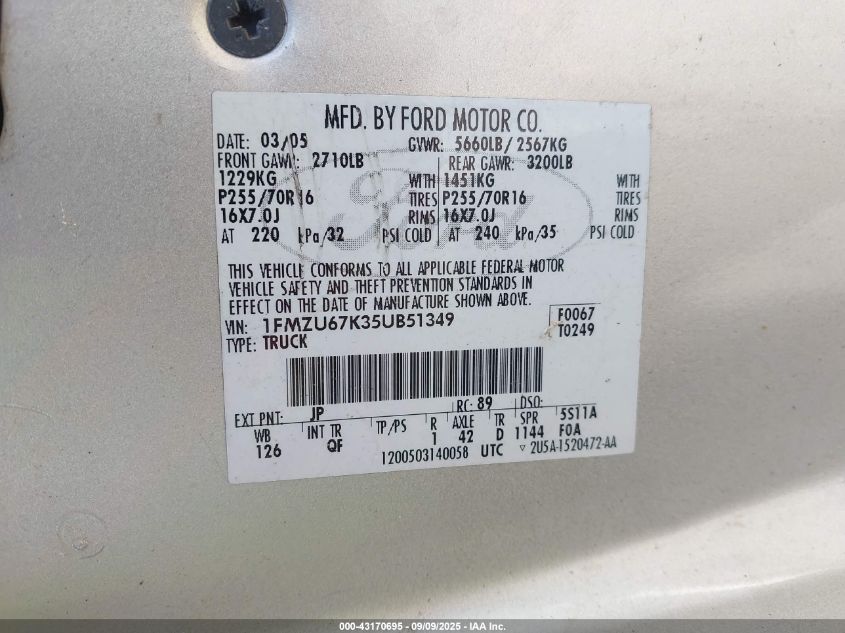 MFD. BY FORD MOTOR CO.
DATE: 03/05 GVWR: 5660LB/ 2567KG
FRONT GAWR: 2710LB REAR GAWR: 3200LB
1229KG WITH 1451KG WITH
P255/70R16 TIRES P255/70R16 TIRES
16X7.0J RIMS 16X7.0J RIMS
AT 220 kPa/32 PSI COLD AT 240 kPa/35 PSI COLD
Ford
THIS VEHICLE CONFORMS TO ALL APPLICABLE FEDERAL MOTOR
VEHICLE SAFETY AND THEFT PREVENTION STANDARDS IN
EFFECT ON THE DATE OF MANUFACTURE SHOWN ABOVE.
VIN: 1FMZU67K35UB51349 F0067
TYPE: TRUCK T0249
EXT PNT: JP RC: 89 DSO:
WB INT TR TP/PS R AXLE TR SPR 5S11A
126 QF 1 42 D 1144 F0A
1200503140058 UTC ▽ 2U5A-1520472-AA
000-43170695 - 09/09/2025 - IAA Inc.